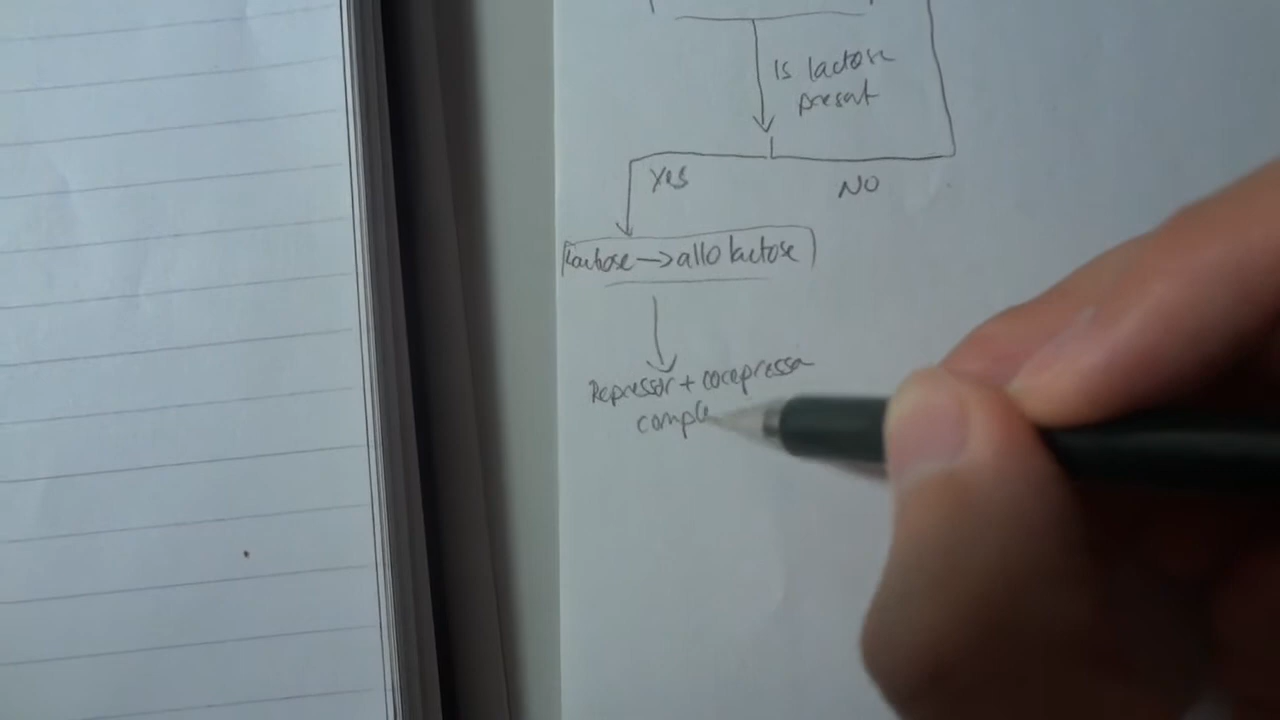 Is lactose
present
Yes
NO
Lactose → allo lactose
Repressor + corepressor
comple